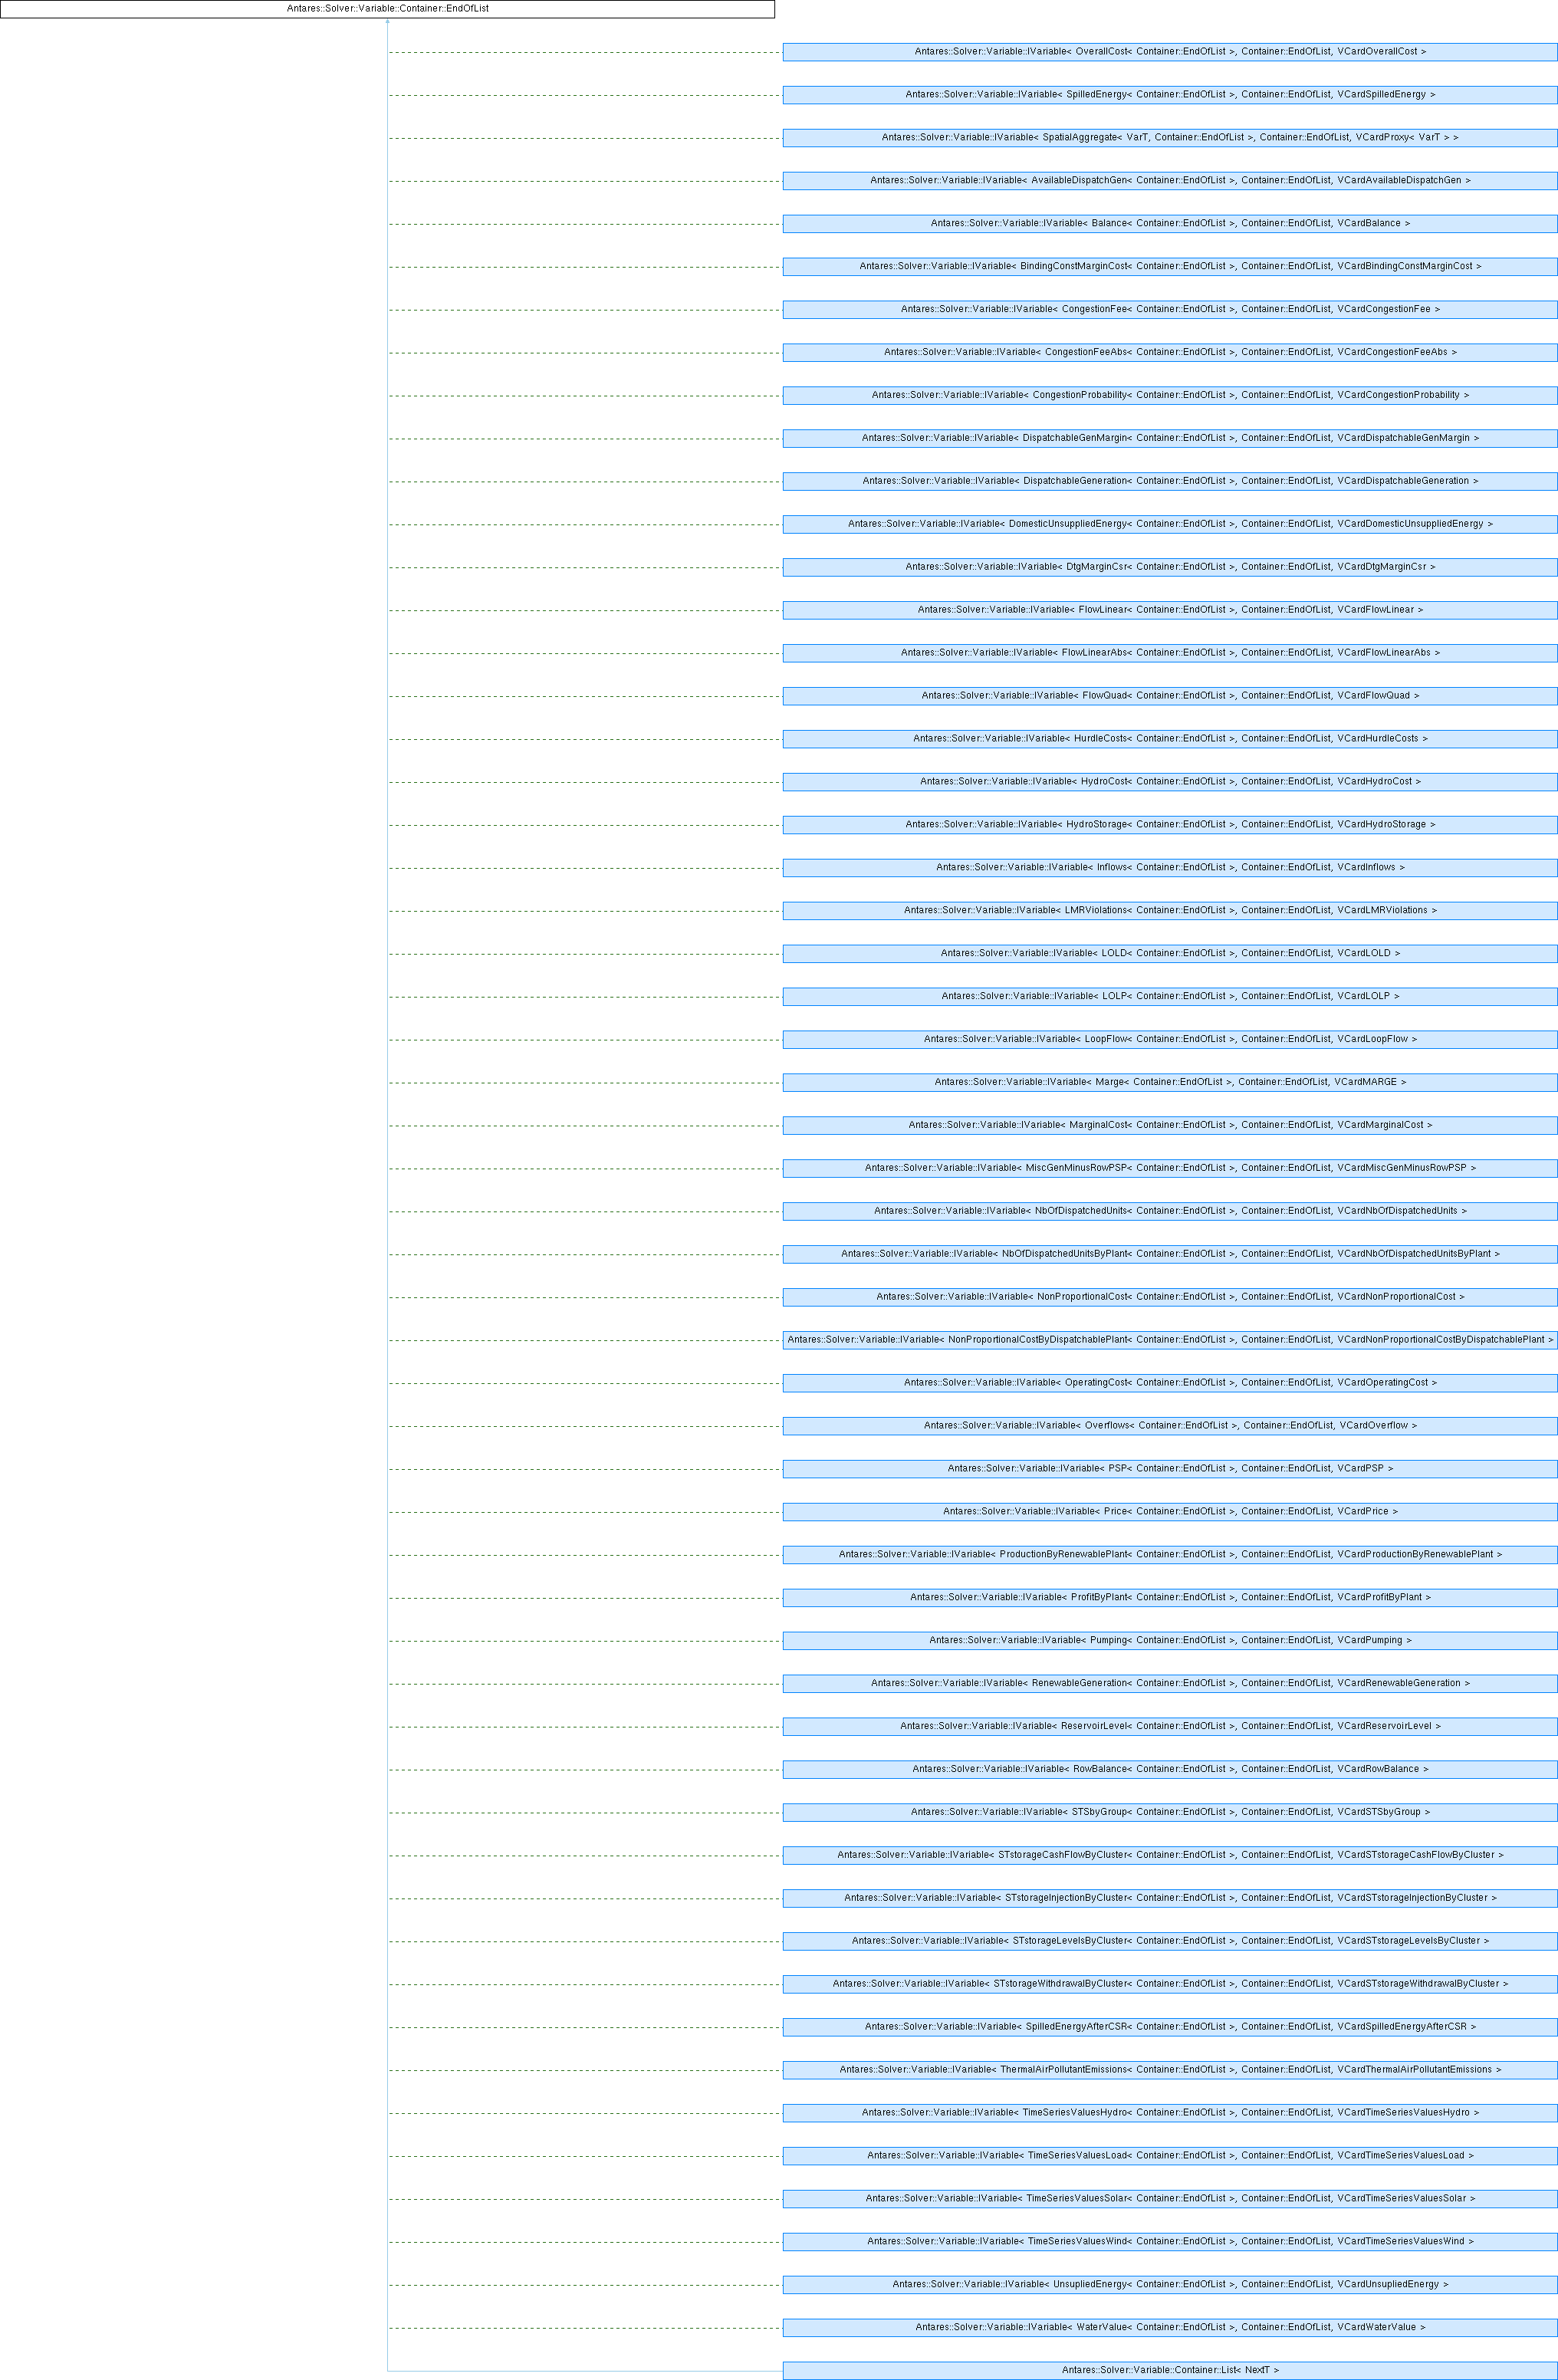 Antares::Solver::Variable::Container::EndOfList
Antares::Solver::Variable::IVariable< OverallCost< Container::EndOfList >, Container::EndOfList, VCardOverallCost >
Antares::Solver::Variable::IVariable< SpilledEnergy< Container::EndOfList >, Container::EndOfList, VCardSpilledEnergy >
Antares::Solver::Variable::IVariable< SpatialAggregate< VarT, Container::EndOfList >, Container::EndOfList, VCardProxy< VarT > >
Antares::Solver::Variable::IVariable< AvailableDispatchGen< Container::EndOfList >, Container::EndOfList, VCardAvailableDispatchGen >
Antares::Solver::Variable::IVariable< Balance< Container::EndOfList >, Container::EndOfList, VCardBalance >
Antares::Solver::Variable::IVariable< BindingConstMarginCost< Container::EndOfList >, Container::EndOfList, VCardBindingConstMarginCost >
Antares::Solver::Variable::IVariable< CongestionFee< Container::EndOfList >, Container::EndOfList, VCardCongestionFee >
Antares::Solver::Variable::IVariable< CongestionFeeAbs< Container::EndOfList >, Container::EndOfList, VCardCongestionFeeAbs >
Antares::Solver::Variable::IVariable< CongestionProbability< Container::EndOfList >, Container::EndOfList, VCardCongestionProbability >
Antares::Solver::Variable::IVariable< DispatchableGenMargin< Container::EndOfList >, Container::EndOfList, VCardDispatchableGenMargin >
Antares::Solver::Variable::IVariable< DispatchableGeneration< Container::EndOfList >, Container::EndOfList, VCardDispatchableGeneration >
Antares::Solver::Variable::IVariable< DomesticUnsuppliedEnergy< Container::EndOfList >, Container::EndOfList, VCardDomesticUnsuppliedEnergy >
Antares::Solver::Variable::IVariable< DtgMarginCsr< Container::EndOfList >, Container::EndOfList, VCardDtgMarginCsr >
Antares::Solver::Variable::IVariable< FlowLinear< Container::EndOfList >, Container::EndOfList, VCardFlowLinear >
Antares::Solver::Variable::IVariable< FlowLinearAbs< Container::EndOfList >, Container::EndOfList, VCardFlowLinearAbs >
Antares::Solver::Variable::IVariable< FlowQuad< Container::EndOfList >, Container::EndOfList, VCardFlowQuad >
Antares::Solver::Variable::IVariable< HurdleCosts< Container::EndOfList >, Container::EndOfList, VCardHurdleCosts >
Antares::Solver::Variable::IVariable< HydroCost< Container::EndOfList >, Container::EndOfList, VCardHydroCost >
Antares::Solver::Variable::IVariable< HydroStorage< Container::EndOfList >, Container::EndOfList, VCardHydroStorage >
Antares::Solver::Variable::IVariable< Inflows< Container::EndOfList >, Container::EndOfList, VCardInflows >
Antares::Solver::Variable::IVariable< LMRViolations< Container::EndOfList >, Container::EndOfList, VCardLMRViolations >
Antares::Solver::Variable::IVariable< LOLD< Container::EndOfList >, Container::EndOfList, VCardLOLD >
Antares::Solver::Variable::IVariable< LOLP< Container::EndOfList >, Container::EndOfList, VCardLOLP >
Antares::Solver::Variable::IVariable< LoopFlow< Container::EndOfList >, Container::EndOfList, VCardLoopFlow >
Antares::Solver::Variable::IVariable< Marge< Container::EndOfList >, Container::EndOfList, VCardMARGE >
Antares::Solver::Variable::IVariable< MarginalCost< Container::EndOfList >, Container::EndOfList, VCardMarginalCost >
Antares::Solver::Variable::IVariable< MiscGenMinusRowPSP< Container::EndOfList >, Container::EndOfList, VCardMiscGenMinusRowPSP >
Antares::Solver::Variable::IVariable< NbOfDispatchedUnits< Container::EndOfList >, Container::EndOfList, VCardNbOfDispatchedUnits >
Antares::Solver::Variable::IVariable< NbOfDispatchedUnitsByPlant< Container::EndOfList >, Container::EndOfList, VCardNbOfDispatchedUnitsByPlant >
Antares::Solver::Variable::IVariable< NonProportionalCost< Container::EndOfList >, Container::EndOfList, VCardNonProportionalCost >
Antares::Solver::Variable::IVariable< NonProportionalCostByDispatchablePlant< Container::EndOfList >, Container::EndOfList, VCardNonProportionalCostByDispatchablePlant >
Antares::Solver::Variable::IVariable< OperatingCost< Container::EndOfList >, Container::EndOfList, VCardOperatingCost >
Antares::Solver::Variable::IVariable< Overflows< Container::EndOfList >, Container::EndOfList, VCardOverflow >
Antares::Solver::Variable::IVariable< PSP< Container::EndOfList >, Container::EndOfList, VCardPSP >
Antares::Solver::Variable::IVariable< Price< Container::EndOfList >, Container::EndOfList, VCardPrice >
Antares::Solver::Variable::IVariable< ProductionByRenewablePlant< Container::EndOfList >, Container::EndOfList, VCardProductionByRenewablePlant >
Antares::Solver::Variable::IVariable< ProfitByPlant< Container::EndOfList >, Container::EndOfList, VCardProfitByPlant >
Antares::Solver::Variable::IVariable< Pumping< Container::EndOfList >, Container::EndOfList, VCardPumping >
Antares::Solver::Variable::IVariable< RenewableGeneration< Container::EndOfList >, Container::EndOfList, VCardRenewableGeneration >
Antares::Solver::Variable::IVariable< ReservoirLevel< Container::EndOfList >, Container::EndOfList, VCardReservoirLevel >
Antares::Solver::Variable::IVariable< RowBalance< Container::EndOfList >, Container::EndOfList, VCardRowBalance >
Antares::Solver::Variable::IVariable< STSbyGroup< Container::EndOfList >, Container::EndOfList, VCardSTSbyGroup >
Antares::Solver::Variable::IVariable< STstorageCashFlowByCluster< Container::EndOfList >, Container::EndOfList, VCardSTstorageCashFlowByCluster >
Antares::Solver::Variable::IVariable< STstorageInjectionByCluster< Container::EndOfList >, Container::EndOfList, VCardSTstorageInjectionByCluster >
Antares::Solver::Variable::IVariable< STstorageLevelsByCluster< Container::EndOfList >, Container::EndOfList, VCardSTstorageLevelsByCluster >
Antares::Solver::Variable::IVariable< STstorageWithdrawalByCluster< Container::EndOfList >, Container::EndOfList, VCardSTstorageWithdrawalByCluster >
Antares::Solver::Variable::IVariable< SpilledEnergyAfterCSR< Container::EndOfList >, Container::EndOfList, VCardSpilledEnergyAfterCSR >
Antares::Solver::Variable::IVariable< ThermalAirPollutantEmissions< Container::EndOfList >, Container::EndOfList, VCardThermalAirPollutantEmissions >
Antares::Solver::Variable::IVariable< TimeSeriesValuesHydro< Container::EndOfList >, Container::EndOfList, VCardTimeSeriesValuesHydro >
Antares::Solver::Variable::IVariable< TimeSeriesValuesLoad< Container::EndOfList >, Container::EndOfList, VCardTimeSeriesValuesLoad >
Antares::Solver::Variable::IVariable< TimeSeriesValuesSolar< Container::EndOfList >, Container::EndOfList, VCardTimeSeriesValuesSolar >
Antares::Solver::Variable::IVariable< TimeSeriesValuesWind< Container::EndOfList >, Container::EndOfList, VCardTimeSeriesValuesWind >
Antares::Solver::Variable::IVariable< UnsupliedEnergy< Container::EndOfList >, Container::EndOfList, VCardUnsupliedEnergy >
Antares::Solver::Variable::IVariable< WaterValue< Container::EndOfList >, Container::EndOfList, VCardWaterValue >
Antares::Solver::Variable::Container::List< NextT >